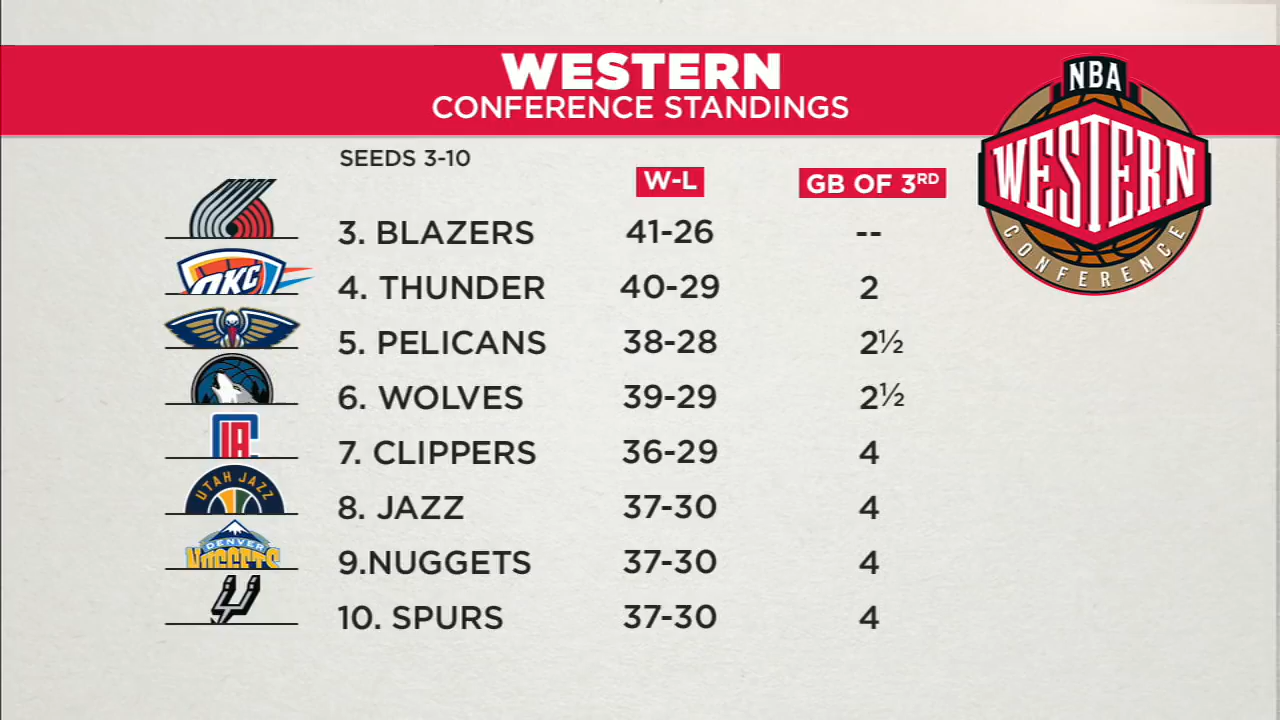 WESTERN
CONFERENCE STANDINGS
NBA
WESTERN
CONFERENCE
SEEDS 3-10
W-L GB OF 3RD
3. BLAZERS 41-26 --
OKC
4. THUNDER 40-29 2
5. PELICANS 38-28 2½
6. WOLVES 39-29 2½
LA
7. CLIPPERS 36-29 4
UTAH JAZZ
8. JAZZ 37-30 4
DENVER
NUGGETS
9.NUGGETS 37-30 4
10. SPURS 37-30 4